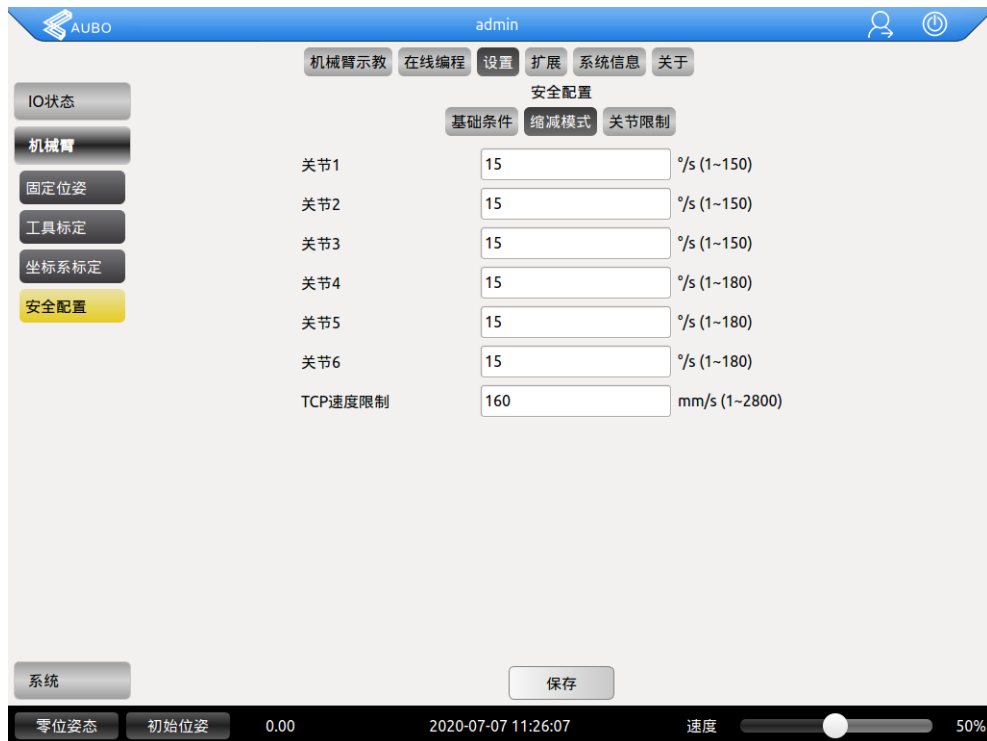 AUBO admin
机械臂示教 在线编程 设置 扩展 系统信息 关于
安全配置
IO状态
基础条件 缩减模式 关节限制
机械臂
关节1 15 °/s (1~150)
固定位姿
关节2 15 °/s (1~150)
工具标定
关节3 15 °/s (1~150)
坐标系标定
关节4 15 °/s (1~180)
安全配置
关节5 15 °/s (1~180)
关节6 15 °/s (1~180)
TCP速度限制 160 mm/s (1~2800)
系统 保存
零位姿态 初始位姿 0.00 2020-07-07 11:26:07 速度 50%